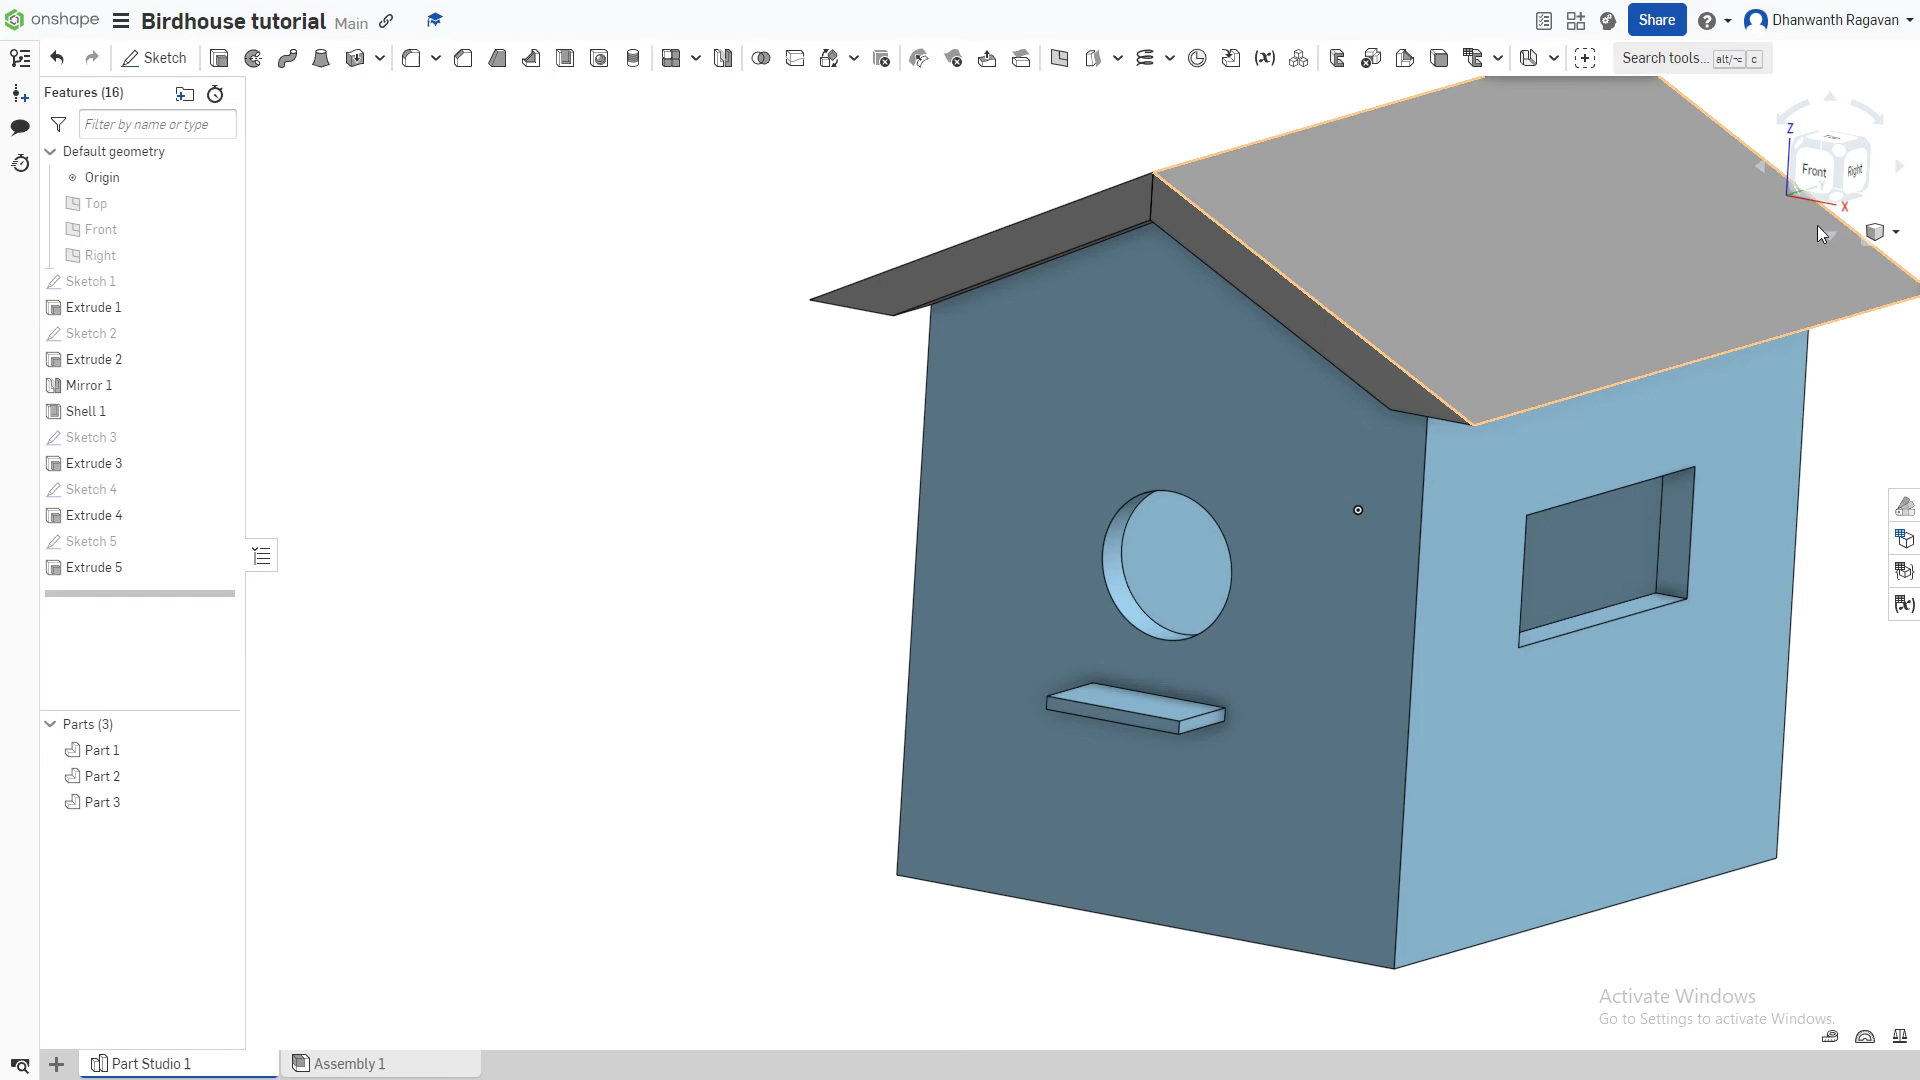 onshape
Birdhouse tutorial
Main
Share
Dhanwanth Ragavan
Sketch
(x)
Search tools...
alt/⌥
c
Features (16)
Filter by name or type
Default geometry
Origin
Top
Front
Right
Sketch 1
Extrude 1
Sketch 2
Extrude 2
Mirror 1
Shell 1
Sketch 3
Extrude 3
Sketch 4
Extrude 4
Sketch 5
Extrude 5
Parts (3)
Part 1
Part 2
Part 3
Z
Top
Front
Right
Y
X
(x)
Activate Windows
Go to Settings to activate Windows.
Part Studio 1
Assembly 1